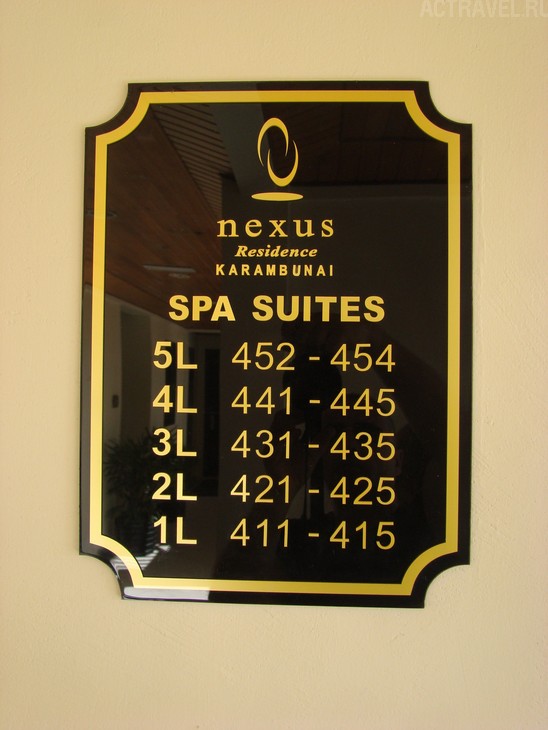 ACTRAVEL.RU
nexus
Residence
KARAMBUNAI
SPA SUITES
5L 452 - 454
4L 441 - 445
3L 431 - 435
2L 421 - 425
1L 411 - 415